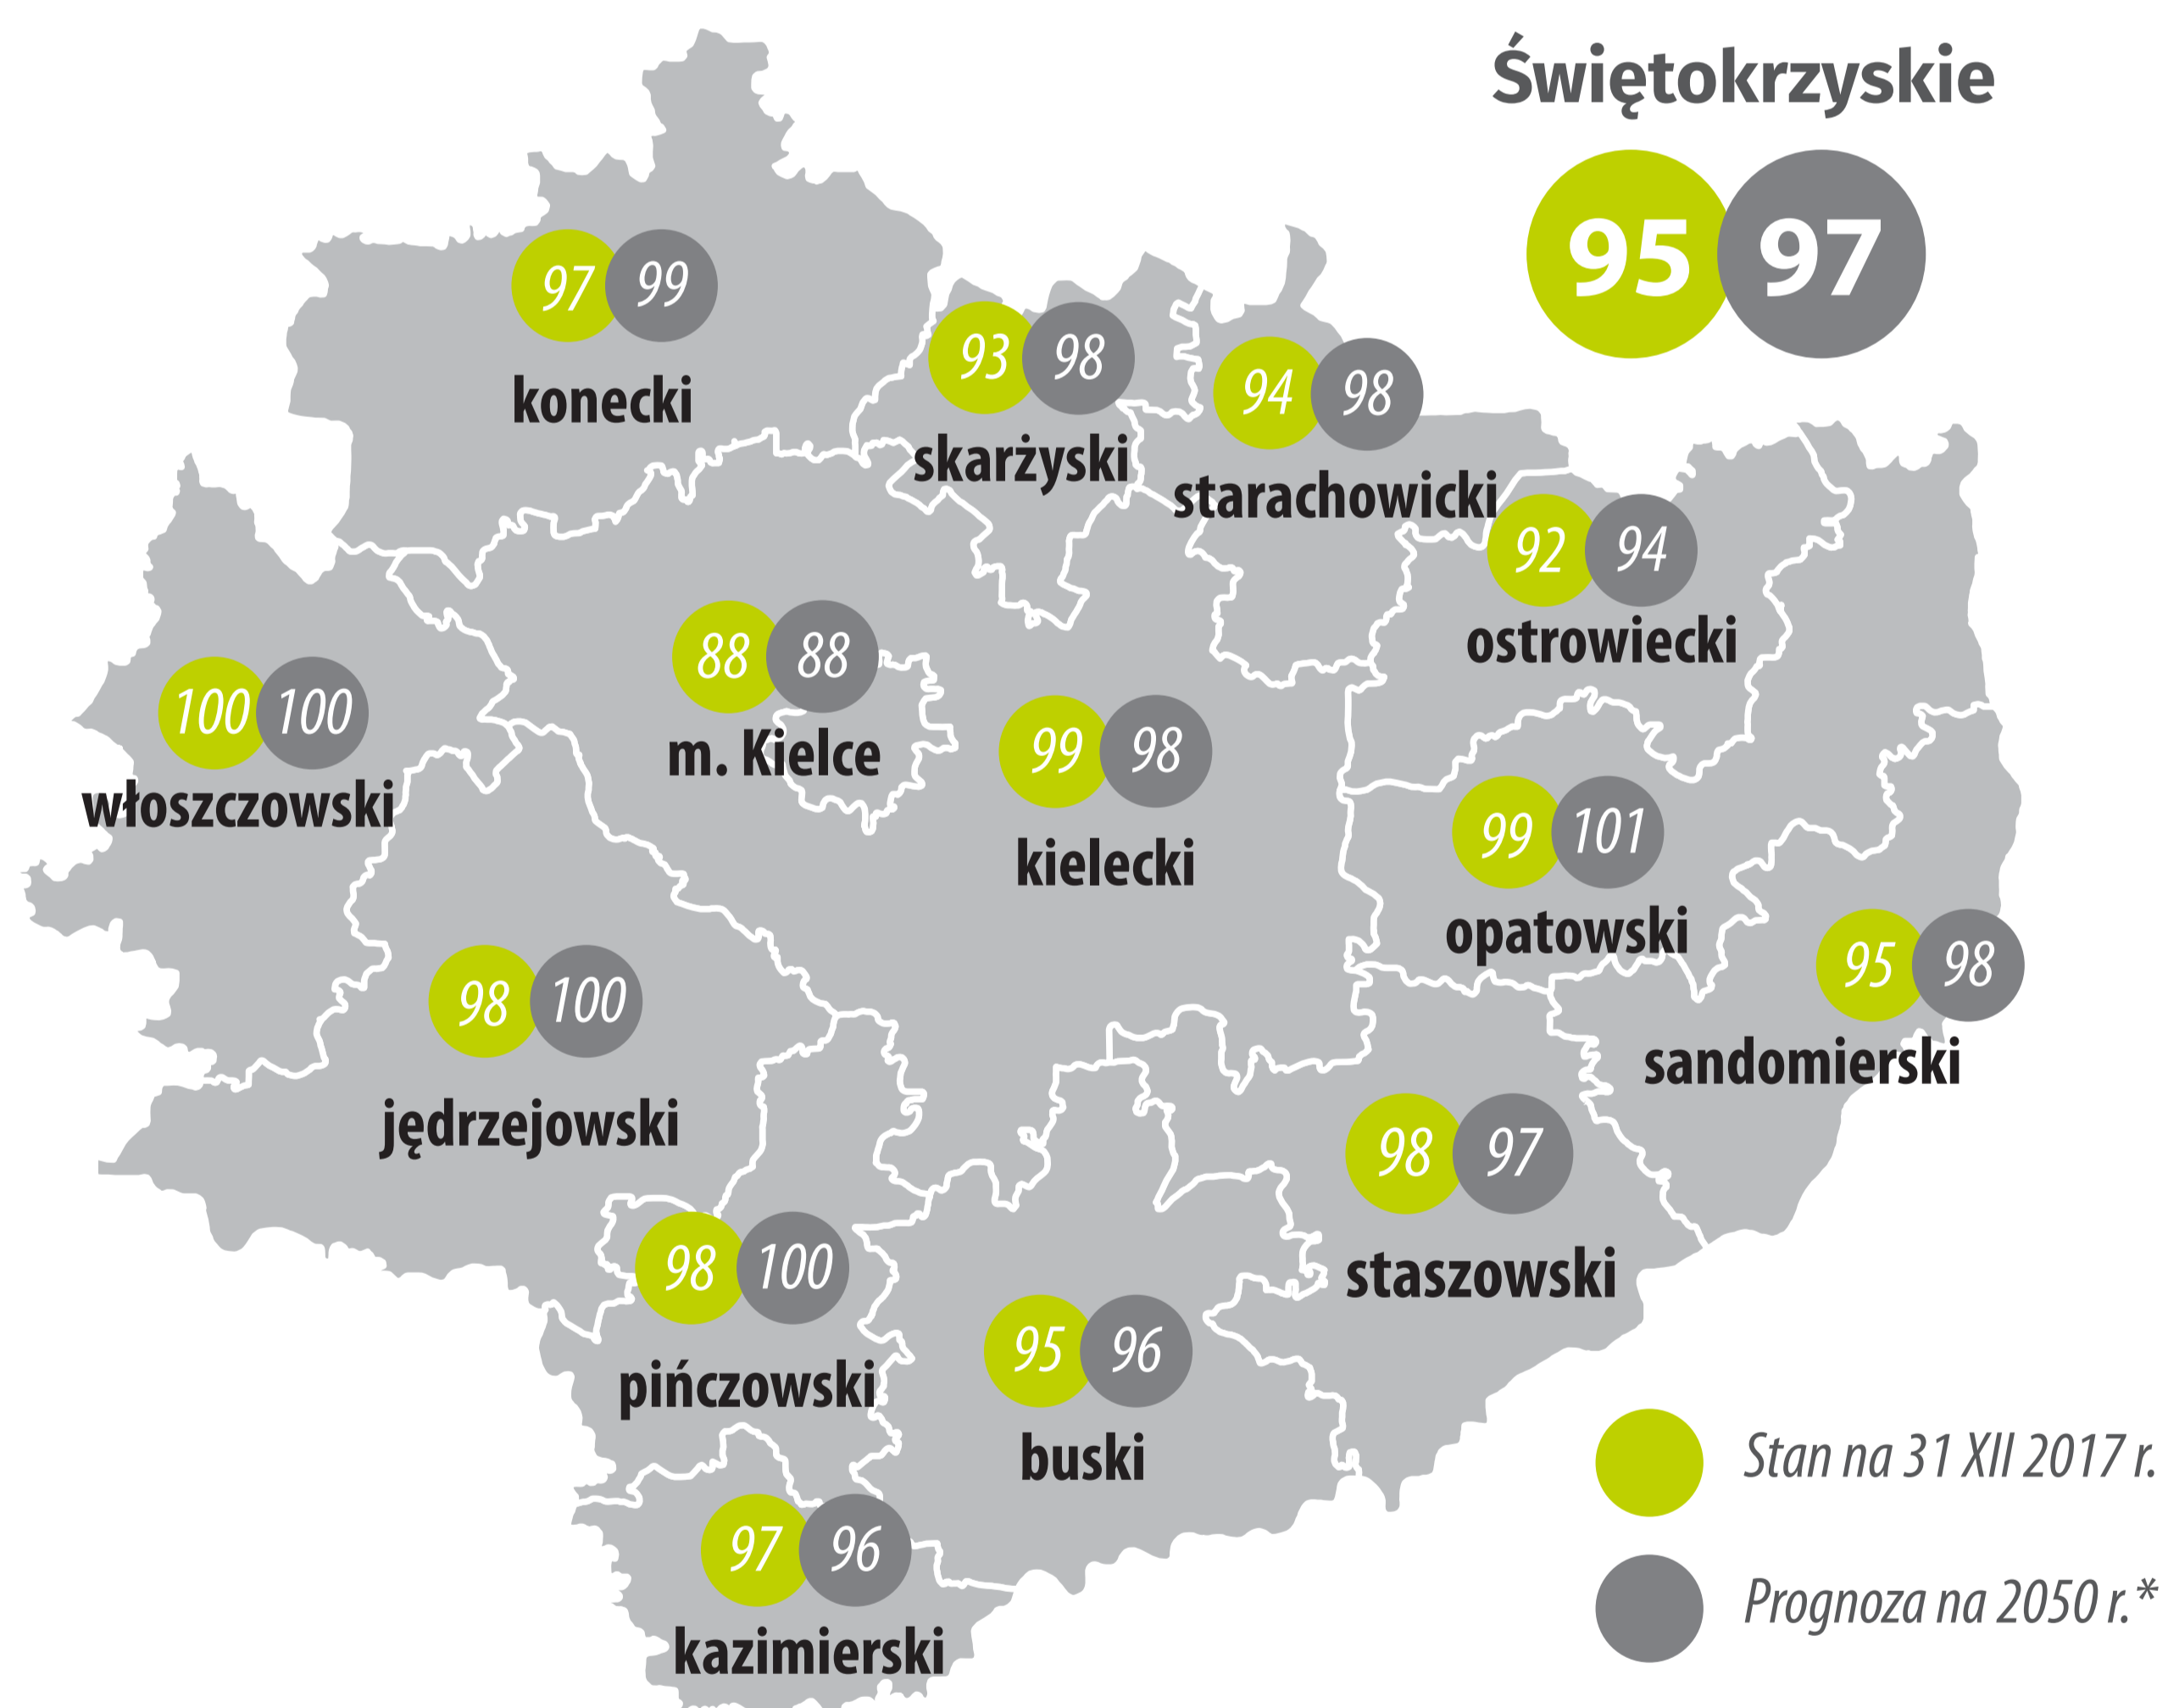 Świętokrzyskie
95 97
97 99
konecki
93 98
skarżyski
94 98
starachowicki
92 94
ostrowiecki
88 88
m. Kielce
100 100
włoszczowski
99 98
kielecki
99 101
opatowski
95 98
sandomierski
98 100
jędrzejowski
98 97
staszowski
98 100
pińczowski
95 96
buski
97 96
kazimierski
Stan na 31 XII 2017 r.
Prognoza na 2050 r.*